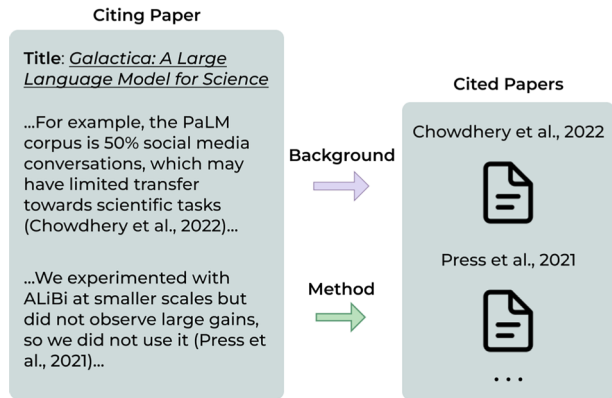 Citing Paper
Title: Galactica: A Large
Language Model for Science
...For example, the PaLM
corpus is 50% social media
conversations, which may
have limited transfer
towards scientific tasks
(Chowdhery et al., 2022)...
...We experimented with
ALiBi at smaller scales but
did not observe large gains,
so we did not use it (Press et
al., 2021)...
Background
Method
Cited Papers
Chowdhery et al., 2022
Press et al., 2021
...